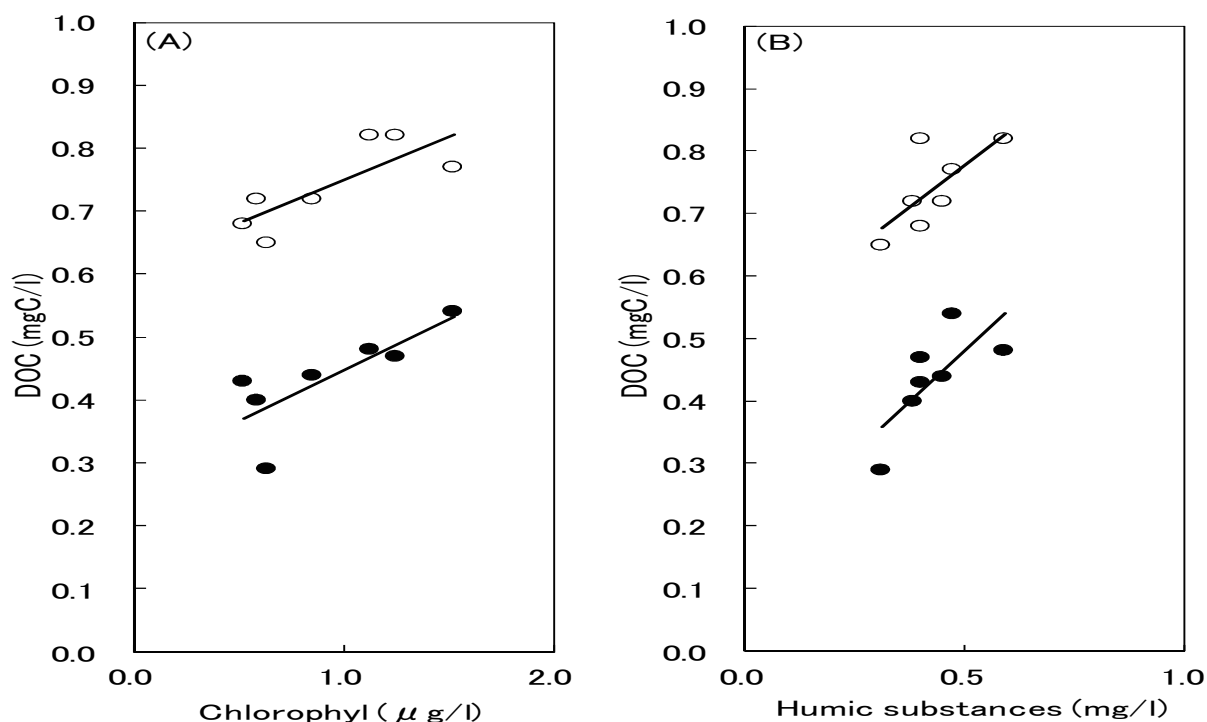 (A)
1.0
0.9
0.8
0.7
0.6
0.5
0.4
0.3
0.2
0.1
0.0
DOC (mgC/l)
0.0 1.0 2.0
Chlorophyl (μg/l)
(B)
1.0
0.9
0.8
0.7
0.6
0.5
0.4
0.3
0.2
0.1
0.0
DOC (mgC/l)
0.0 0.5 1.0
Humic substances (mg/l)